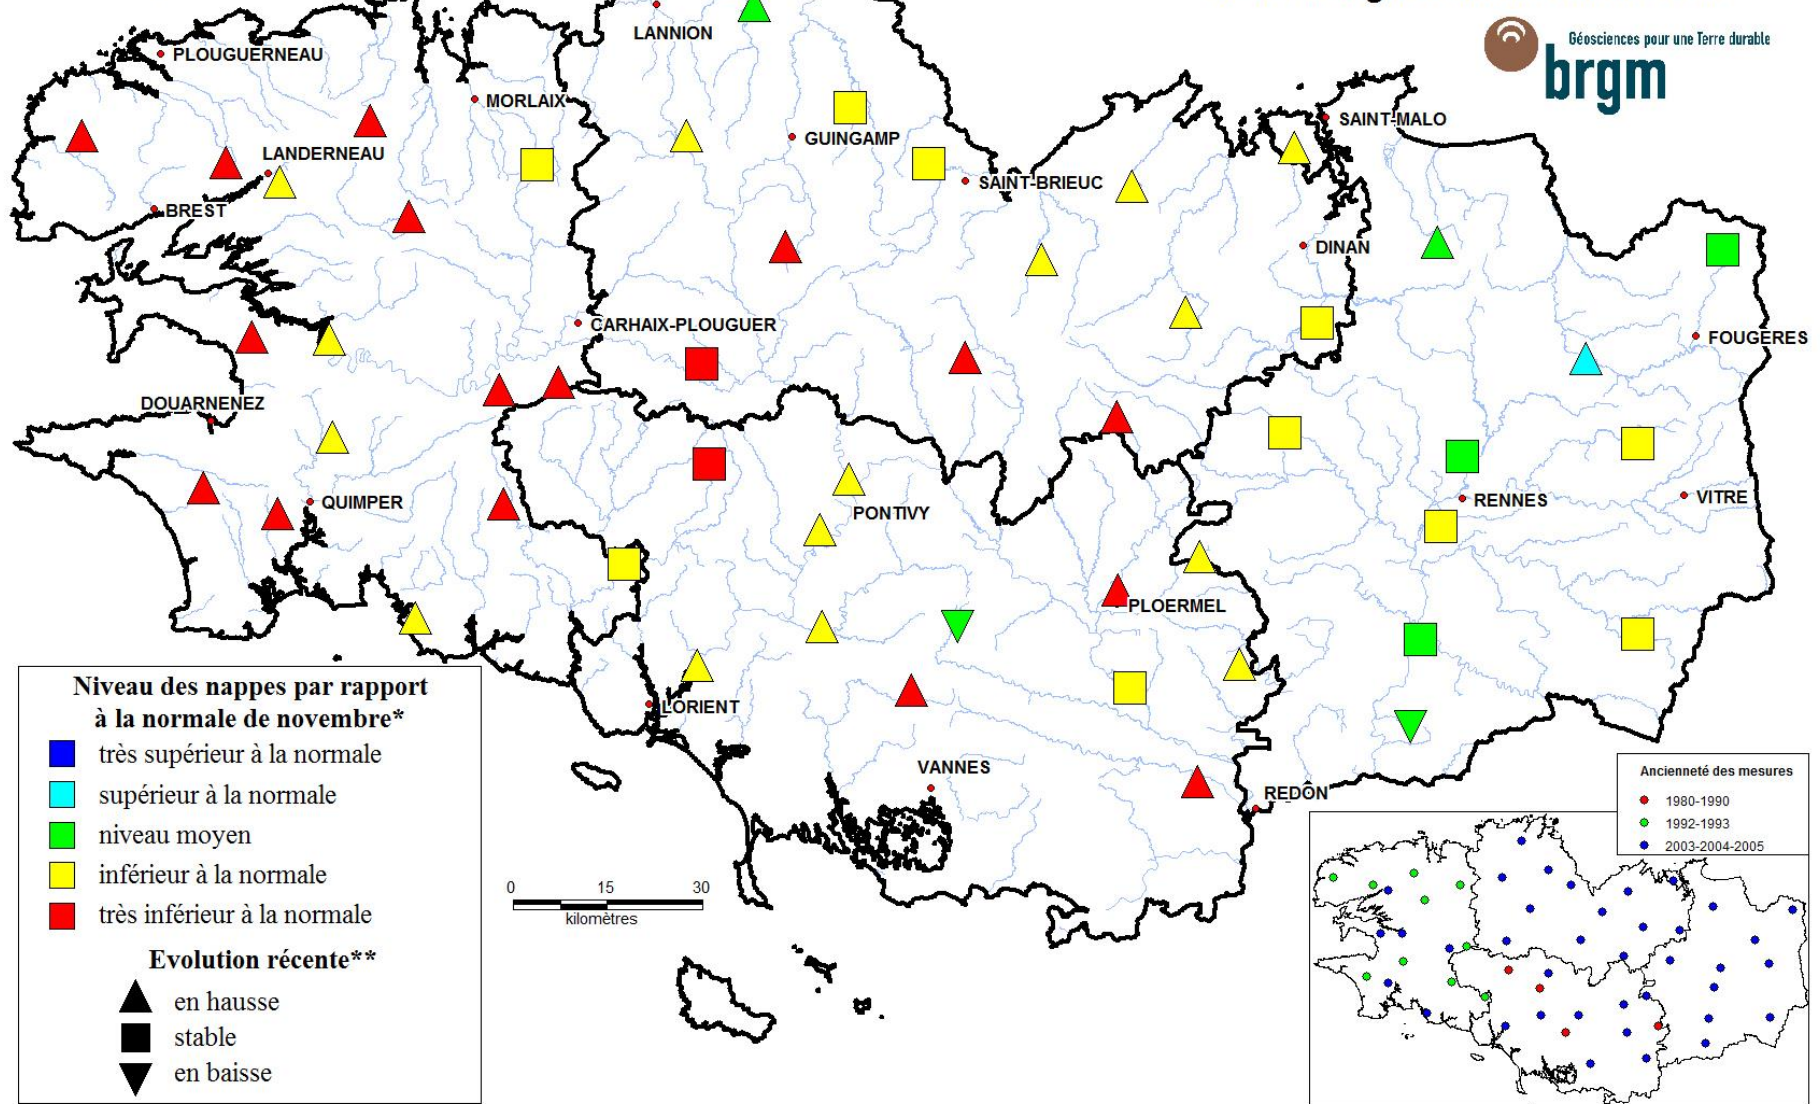 LANNION
Géosciences pour une Terre durable
brgm
PLOUGUERNEAU
MORLAIX
SAINT-MALO
GUINGAMP
LANDERNEAU
SAINT-BRIEUC
BREST
DINAN
CARHAIX-PLOUGUER
FOUGERES
DOUARNENEZ
QUIMPER
RENNES
VITRE
PONTIVY
PLOERMEL
LORIENT
VANNES
REDON
Niveau des nappes par rapport
à la normale de novembre*
très supérieur à la normale
supérieur à la normale
niveau moyen
inférieur à la normale
très inférieur à la normale
Evolution récente**
en hausse
stable
en baisse
0 15 30
kilomètres
Ancienneté des mesures
1980-1990
1992-1993
2003-2004-2005